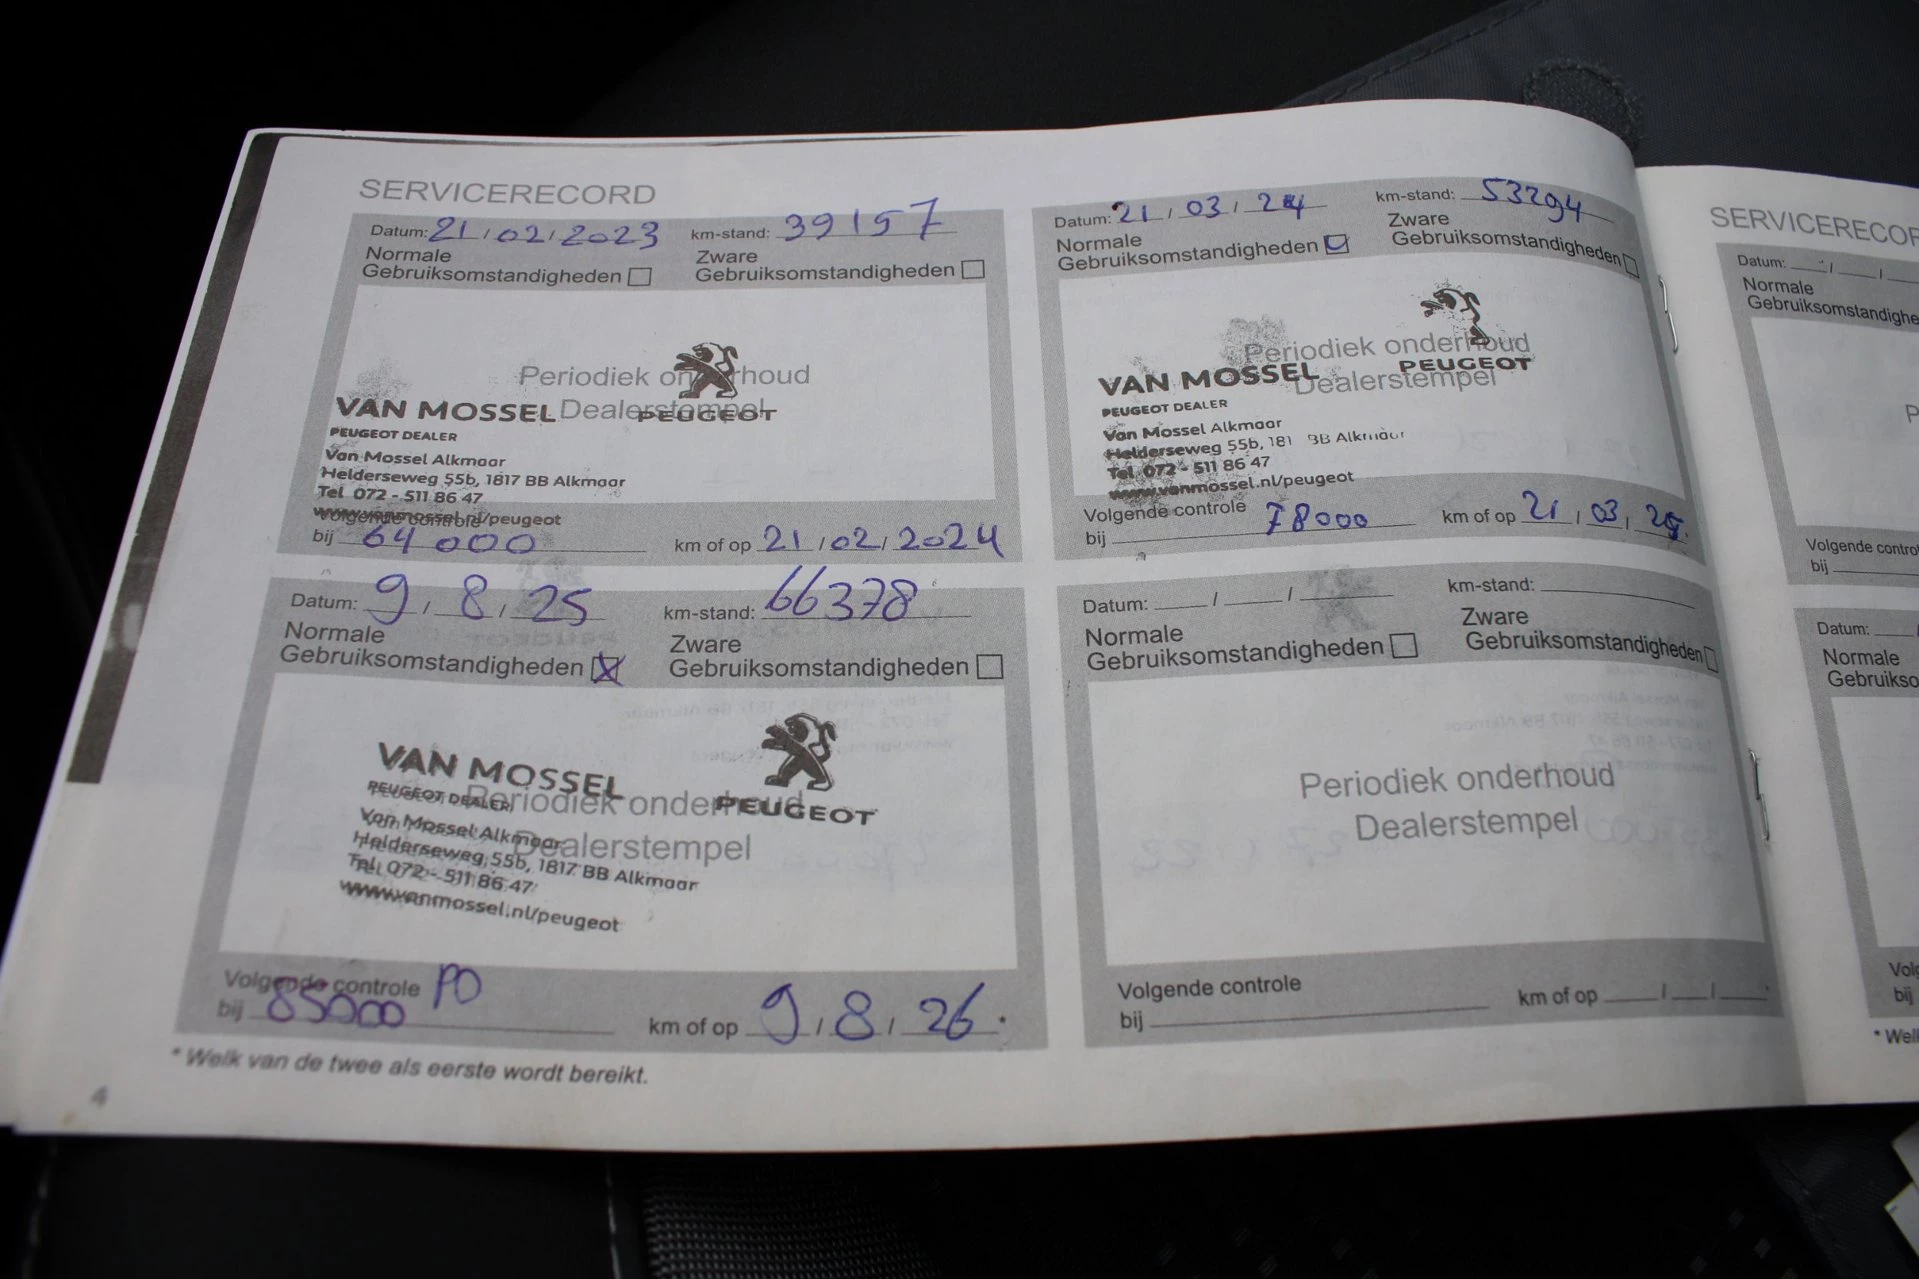 SERVICERECORD
Datum: 21 / 02 / 2023 km-stand: 39157
Normale Zware
Gebruiksomstandigheden Gebruiksomstandigheden
Periodiek onderhoud
Dealerstempel
VAN MOSSEL PEUGEOT
PEUGEOT DEALER
Van Mossel Alkmaar
Helderseweg 55b, 1817 BB Alkmaar
Tel. 072 - 511 86 47
www.vanmossel.nl/peugeot
Volgende controle
bij 64000 km of op 21 / 02 / 2024
Datum: 21 / 03 / 24 km-stand: 53294
Normale Zware
Gebruiksomstandigheden Gebruiksomstandigheden
Periodiek onderhoud
Dealerstempel
VAN MOSSEL PEUGEOT
PEUGEOT DEALER
Van Mossel Alkmaar
Helderseweg 55b, 181 BB Alkmaar
Tel. 072 - 511 86 47
www.vanmossel.nl/peugeot
Volgende controle
bij 78000 km of op 21 / 03 / 25
Datum: 9 / 8 / 25 km-stand: 66378
Normale Zware
Gebruiksomstandigheden Gebruiksomstandigheden
Periodiek onderhoud
Dealerstempel
VAN MOSSEL PEUGEOT
PEUGEOT DEALER
Van Mossel Alkmaar
Helderseweg 55b, 1817 BB Alkmaar
Tel. 072 - 511 86 47
www.vanmossel.nl/peugeot
Volgende controle PO
bij 85000 km of op 9 / 8 / 26
Datum: / / km-stand:
Normale Zware
Gebruiksomstandigheden Gebruiksomstandigheden
Periodiek onderhoud
Dealerstempel
Volgende controle
bij km of op / /
* Welk van de twee als eerste wordt bereikt.
4
SERVICERECOR
Datum: / /
Normale
Gebruiksomstandighe
P
Volgende contro
bij
Datum:
Normale
Gebruikso
Volg
bij
* Wel